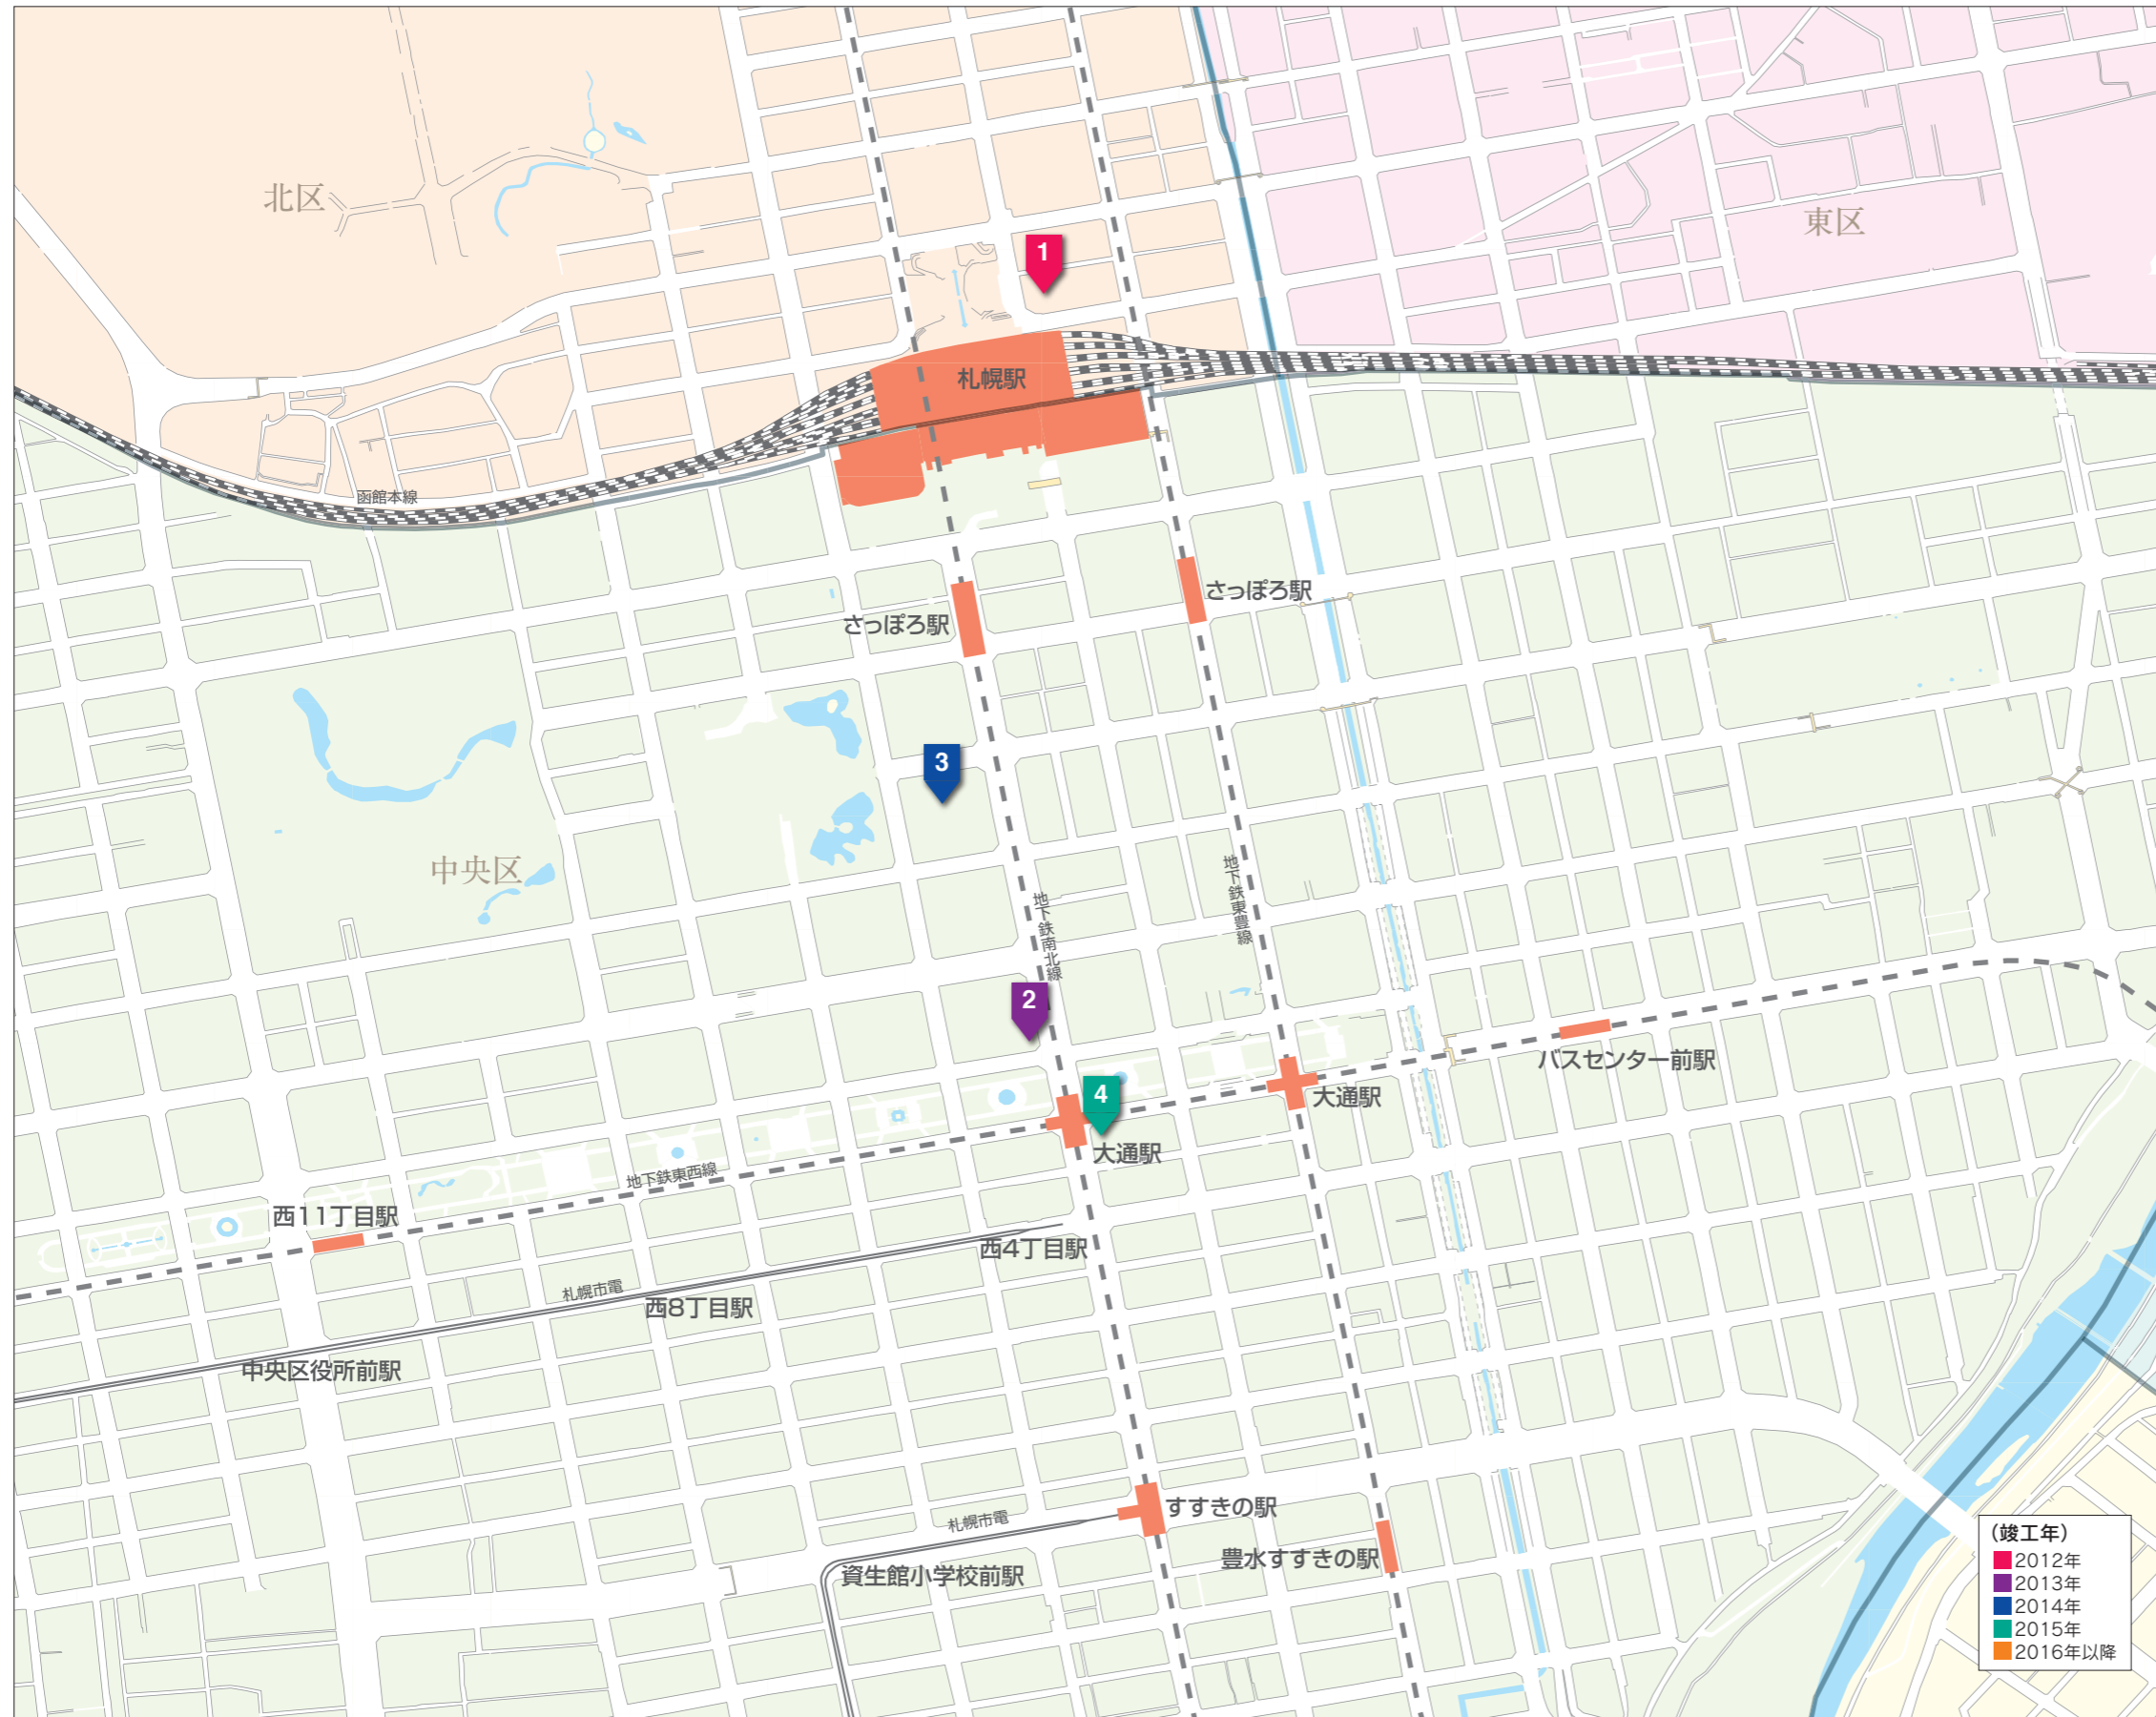 北区
東区
1
札幌駅
函館本線
さっぽろ駅
さっぽろ駅
3
中央区
地下鉄南北線
地下鉄東豊線
2
バスセンター前駅
4
大通駅
大通駅
地下鉄東西線
西11丁目駅
西4丁目駅
札幌市電
西8丁目駅
中央区役所前駅
すすきの駅
札幌市電
豊水すすきの駅
資生館小学校前駅
(竣工年)
2012年
2013年
2014年
2015年
2016年以降